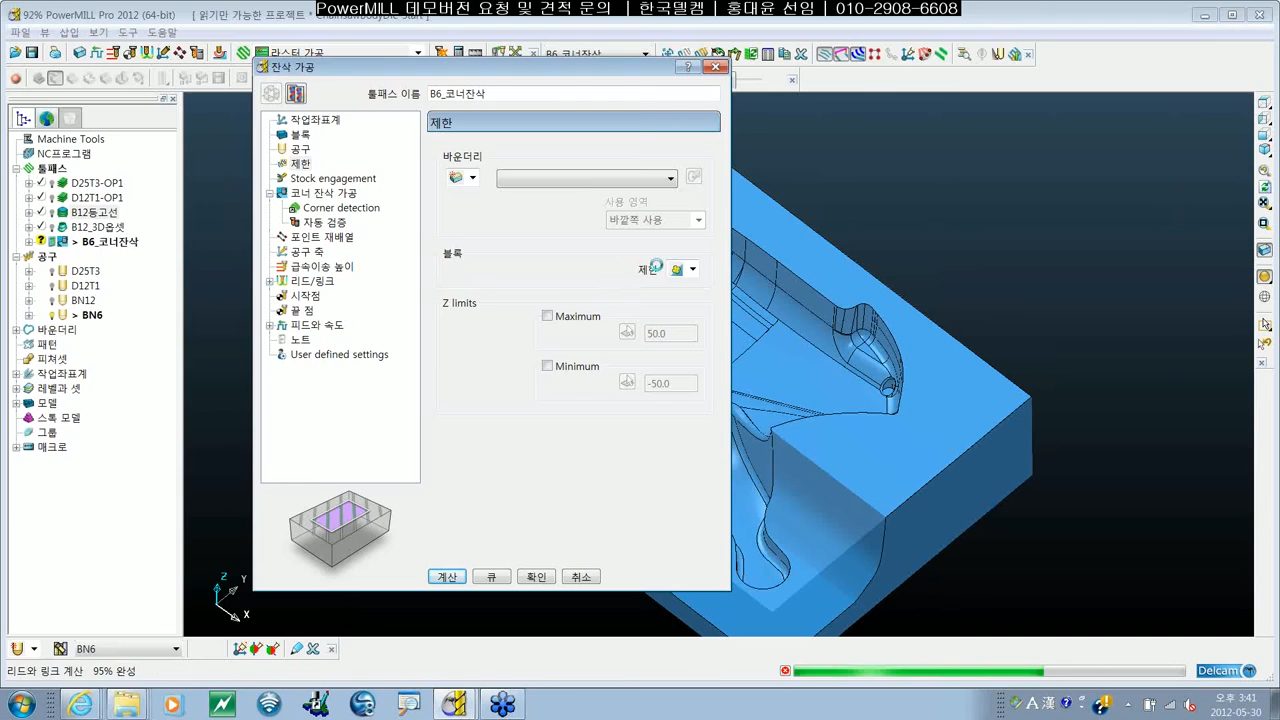 92% PowerMILL Pro 2012 (64-bit) - [ 읽기만 가능한 프로젝트 - ChainsawBodyDie-Start ]
PowerMILL 데모버전 요청 및 견적 문의 | 한국델켐 | 홍대윤 선임 | 010-2908-6608
파일 뷰 삽입 보기 도구 도움말
라스터 가공
B6_코너잔삭
Machine Tools
NC프로그램
툴패스
D25T3-OP1
D12T1-OP1
B12등고선
B12_3D옵셋
> B6_코너잔삭
공구
D25T3
D12T1
BN12
> BN6
바운더리
패턴
피쳐셋
작업좌표계
레벨과 셋
모델
스톡 모델
그룹
매크로
잔삭 가공
툴패스 이름 B6_코너잔삭
작업좌표계
블록
공구
제한
Stock engagement
코너 잔삭 가공
Corner detection
자동 검증
포인트 재배열
공구 축
급속이송 높이
리드/링크
시작점
끝 점
피드와 속도
노트
User defined settings
제한
바운더리
사용 영역
바깥쪽 사용
블록
제한
Z limits
Maximum
50.0
Minimum
-50.0
계산 큐 확인 취소
Z
Y
X
BN6
리드와 링크 계산 95% 완성
Delcam
A 漢
오후 3:41
2012-05-30